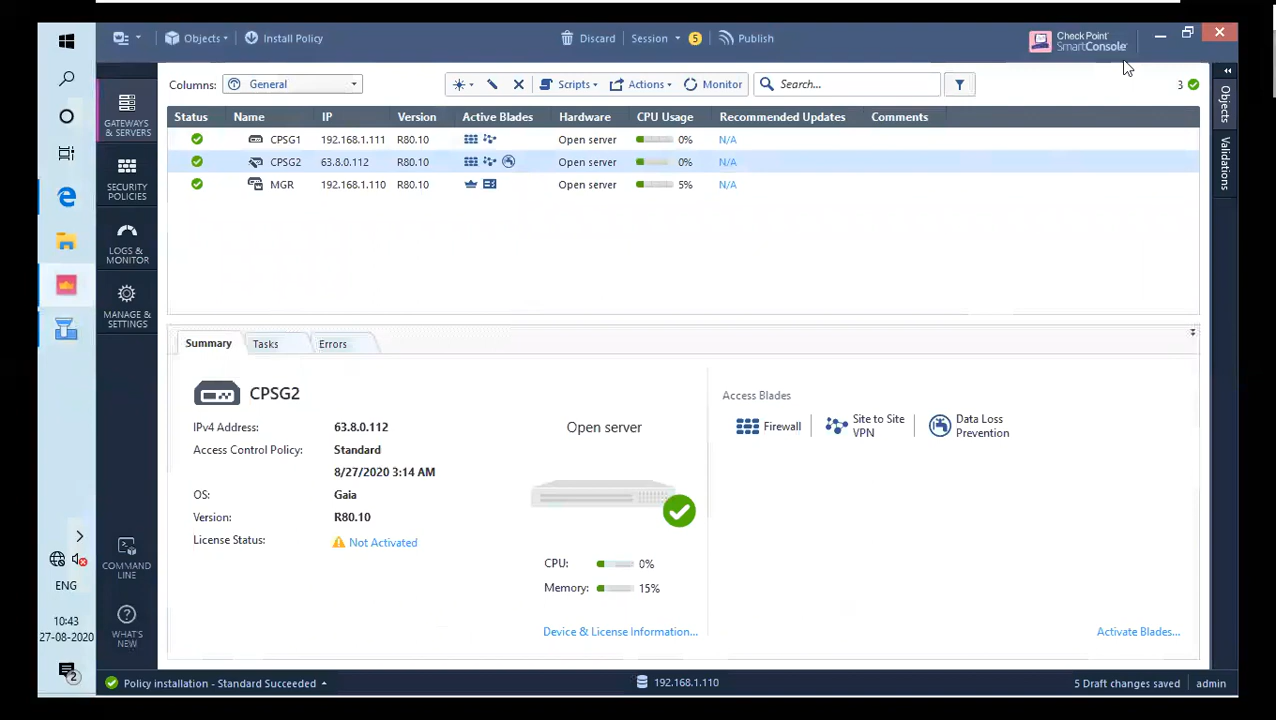 Objects
Install Policy
Discard
Session
5
Publish
Check Point
SmartConsole
Columns:
General
Scripts
Actions
Monitor
Search...
3
Status Name IP Version Active Blades Hardware CPU Usage Recommended Updates Comments
CPSG1 192.168.1.111 R80.10 Open server 0% N/A
CPSG2 63.8.0.112 R80.10 Open server 0% N/A
MGR 192.168.1.110 R80.10 Open server 5% N/A
GATEWAYS
& SERVERS
SECURITY
POLICIES
LOGS &
MONITOR
MANAGE &
SETTINGS
COMMAND
LINE
WHAT'S
NEW
Objects
Validations
Summary
Tasks
Errors
CPSG2
IPv4 Address: 63.8.0.112
Access Control Policy: Standard
8/27/2020 3:14 AM
OS: Gaia
Version: R80.10
License Status: Not Activated
Open server
CPU: 0%
Memory: 15%
Device & License Information...
Access Blades
Firewall
Site to Site
VPN
Data Loss
Prevention
Activate Blades...
ENG
10:43
27-08-2020
2
Policy installation - Standard Succeeded
192.168.1.110
5 Draft changes saved
admin